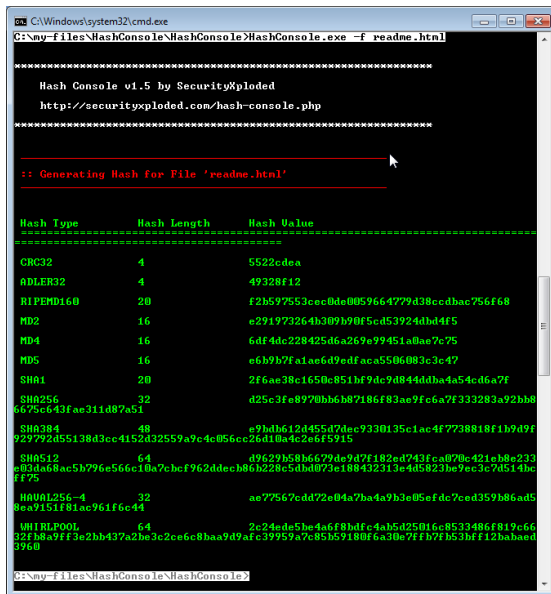 C:\Windows\system32\cmd.exe
C:\my-files\HashConsole\HashConsole>HashConsole.exe -f readme.html
****************************************************************
Hash Console v1.5 by SecurityXploded
http://securityxploded.com/hash-console.php
****************************************************************
:: Generating Hash for File 'readme.html'
Hash Type Hash Length Hash Value
================================================================================
CRC32 4 5522cdea
ADLER32 4 49328f12
RIPEMD160 20 f2b597553cec0de0059664779d38ccdbac756f68
MD2 16 e291973264b309b90f5cd53924dbd4f5
MD4 16 6df4dc228425d6a269e99451a0ae7c75
MD5 16 e6b9b7fa1ae6d9edfaca5506083c3c47
SHA1 20 2f6ae38c1650c851bf9dc9d844ddba4a54cd6a7f
SHA256 32 d25c3fe8970bb6b87186f83ae9fc6a7f333283a92bb8
6675c643fae311d87a51
SHA384 48 e9bdb612d455d7dec9330135c1ac4f7738818f1b9d9f
929792d55138d3cc4152d32559a9c4c056cc26d10a4c2e6f5915
SHA512 64 d9629b58b6679de9d7f182ed743fca070c421eb8e233
e03da68ac5b796e566c10a7cbcf962ddecb86b228c5dbd073e188432313e4d5823be9ec3c7d514bc
ff75
HAVAL256-4 32 ae77567cdd72e04a7ba4a9b3e05efdc7ced359b86ad5
8ea9151f81ac961f6c44
WHIRLPOOL 64 2c24ede5be4a6f8bdfc4ab5d25016c8533486f819c66
32fb8a9ff3e2bb437a2be3c2ce6c8baa9d9afc39959a7c85b59180f6a30e7ffb7fb53bff12babaed
3960
C:\my-files\HashConsole\HashConsole>